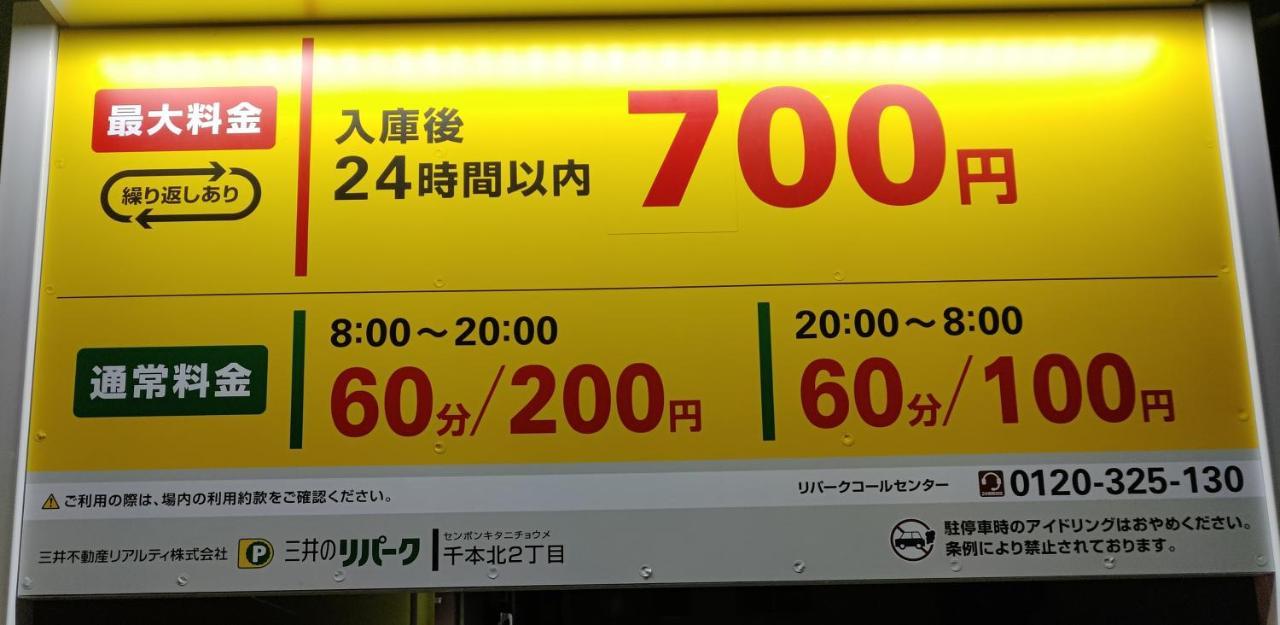 最大料金
繰り返しあり
入庫後
24時間以内
700円
通常料金
8:00～20:00
60分/200円
20:00～8:00
60分/100円
ご利用の際は、場内の利用約款をご確認ください。
リパークコールセンター 0120-325-130
三井不動産リアルティ株式会社 P 三井のリパーク
センボンキタニチョウメ
千本北2丁目
駐停車時のアイドリングはおやめください。
条例により禁止されております。